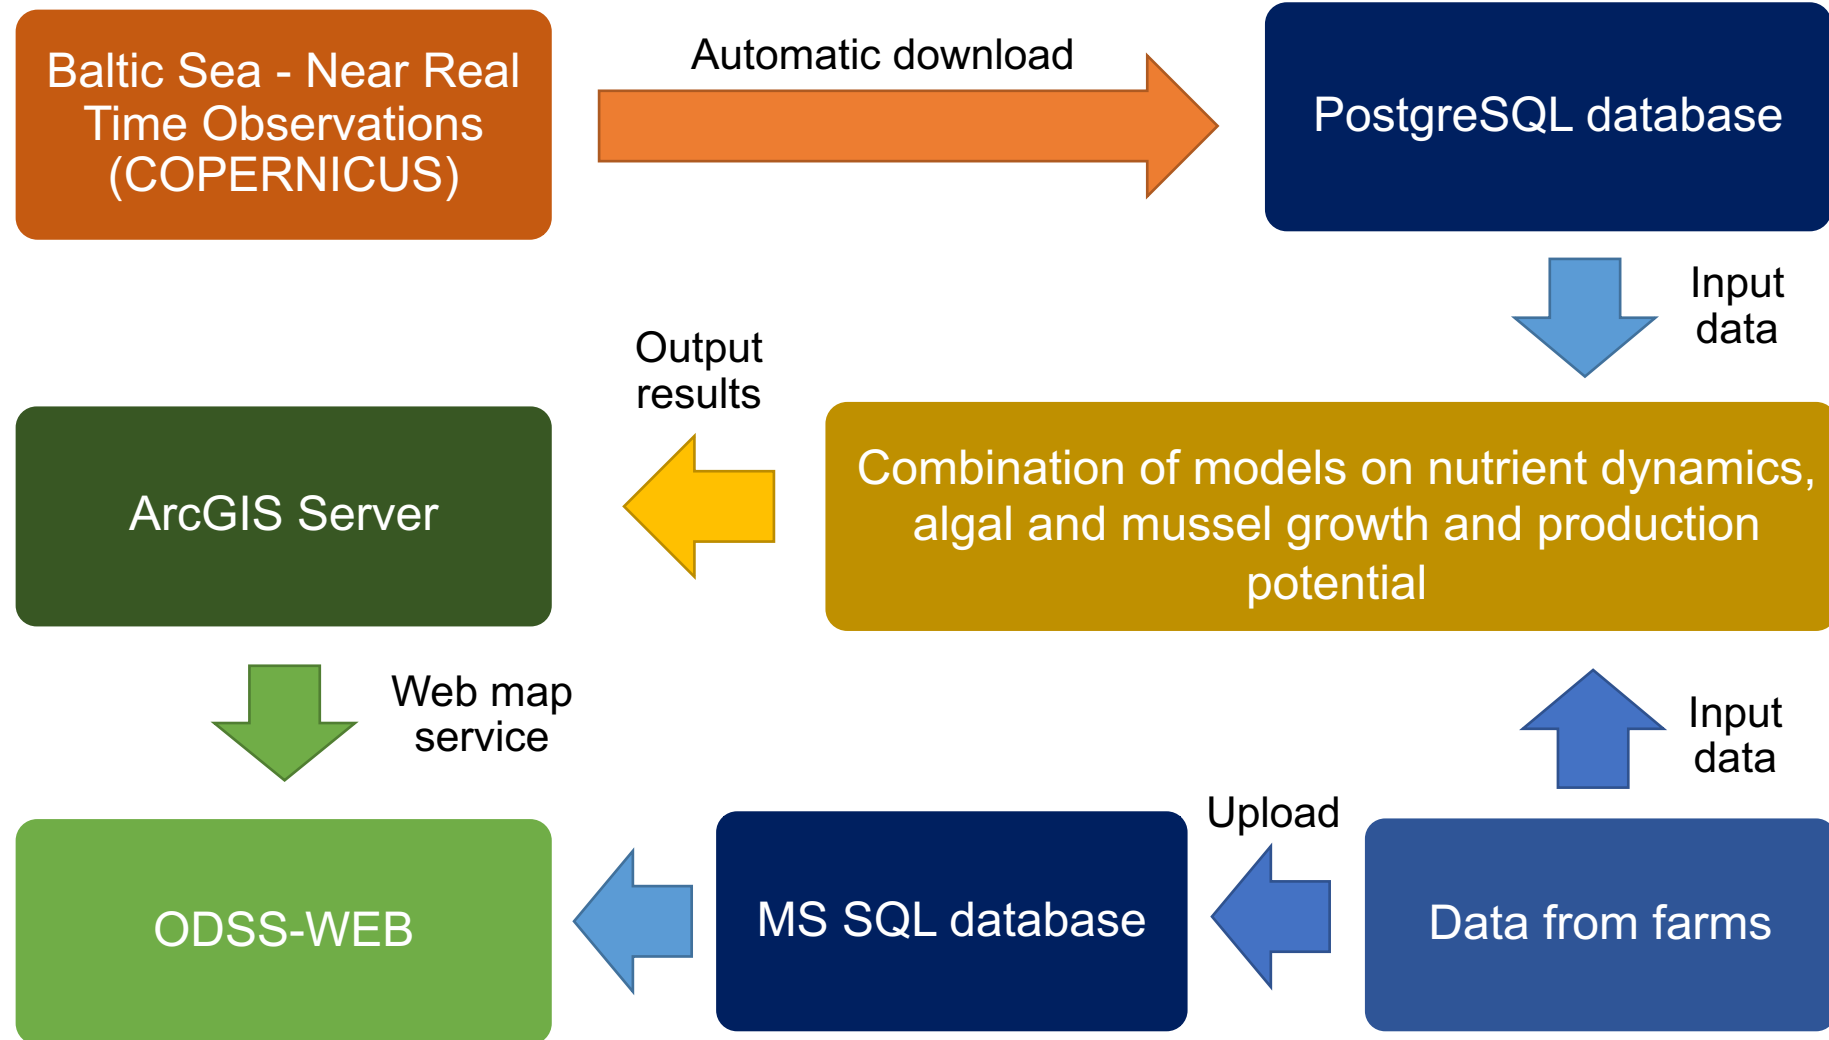 Baltic Sea - Near Real
Time Observations
(COPERNICUS)
Automatic download
PostgreSQL database
Input
data
Output
results
ArcGIS Server
Combination of models on nutrient dynamics,
algal and mussel growth and production
potential
Web map
service
Input
data
Upload
ODSS-WEB
MS SQL database
Data from farms